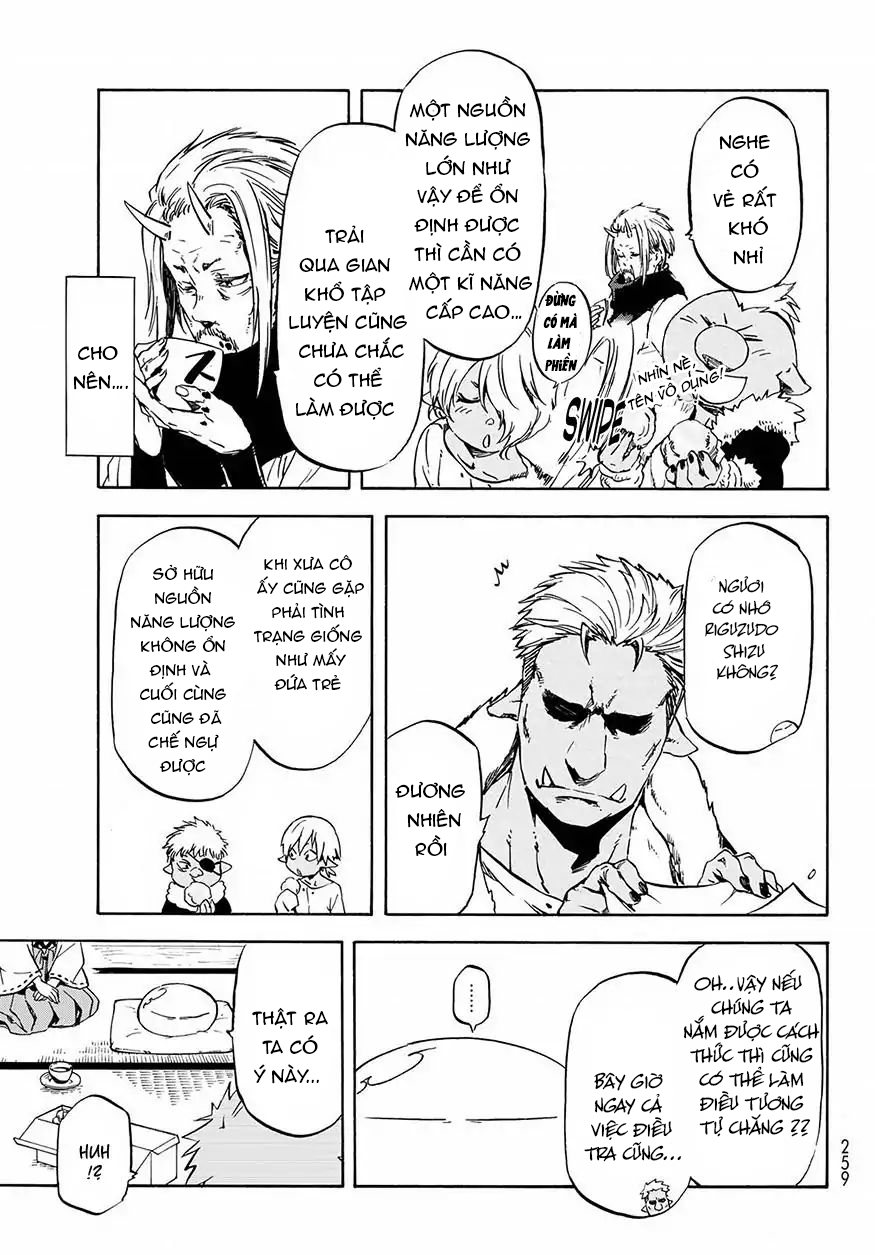 NGHE
CÓ
VẺ RẤT
KHÓ
NHỈ
NHÌN NÈ,
TÊN VÔ DỤNG!
SWIPE
ĐỪNG
CÓ MÀ
LÀM
PHIỀN
MỘT NGUỒN
NĂNG LƯỢNG
LỚN NHƯ
VẬY ĐỂ ỔN
ĐỊNH ĐƯỢC
THÌ CẦN CÓ
MỘT KĨ NĂNG
CẤP CAO...
TRẢI
QUA GIAN
KHỔ TẬP
LUYỆN CŨNG
CHƯA CHẮC
CÓ THỂ
LÀM ĐƯỢC
CHO
NÊN....
NGƯƠI
CÓ NHỚ
RIGUZUDO
SHIZU
KHÔNG?
ĐƯƠNG
NHIÊN
RỒI
KHI XƯA CÔ
ẤY CŨNG GẶP
PHẢI TÌNH
TRẠNG GIỐNG
NHƯ MẤY
ĐỨA TRẺ
SỞ HỮU
NGUỒN
NĂNG LƯỢNG
KHÔNG ỔN
ĐỊNH VÀ
CUỐI CÙNG
CŨNG ĐÃ
CHẾ NGỰ
ĐƯỢC
OH..VẬY NẾU
CHÚNG TA
NẮM ĐƯỢC CÁCH
THỨC THÌ CŨNG
CÓ THỂ LÀM
ĐIỀU TƯƠNG
TỰ CHĂNG ??
BÂY GIỜ
NGAY CẢ
VIỆC ĐIỀU
TRA CŨNG...
......
THẬT RA
TA CÓ
Ý NÀY...
HUH
!?
259